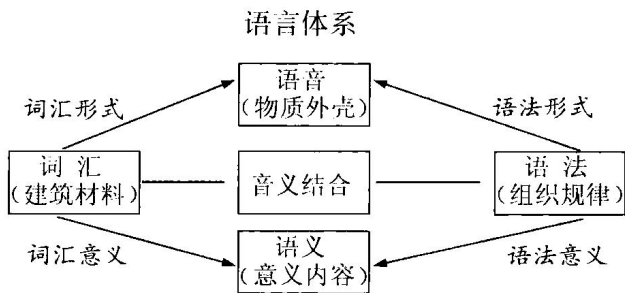 语言体系
语音
(物质外壳)
词汇形式
语法形式
词汇
(建筑材料)
音义结合
语法
(组织规律)
词汇意义
语义
(意义内容)
语法意义